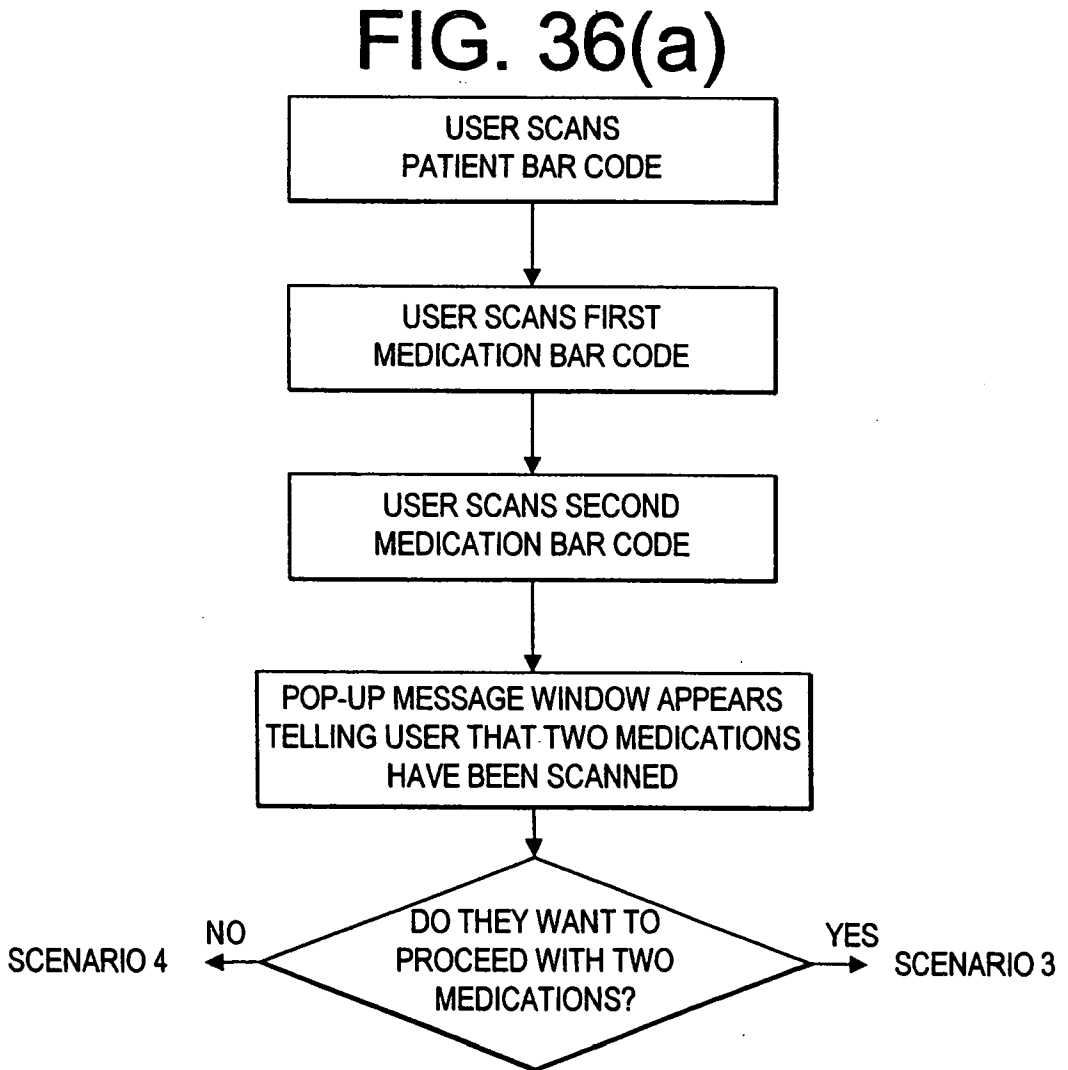 FIG. 36(a)
USER SCANS
PATIENT BAR CODE
USER SCANS FIRST
MEDICATION BAR CODE
USER SCANS SECOND
MEDICATION BAR CODE
POP-UP MESSAGE WINDOW APPEARS
TELLING USER THAT TWO MEDICATIONS
HAVE BEEN SCANNED
DO THEY WANT TO
PROCEED WITH TWO
MEDICATIONS?
NO
SCENARIO 4
YES
SCENARIO 3